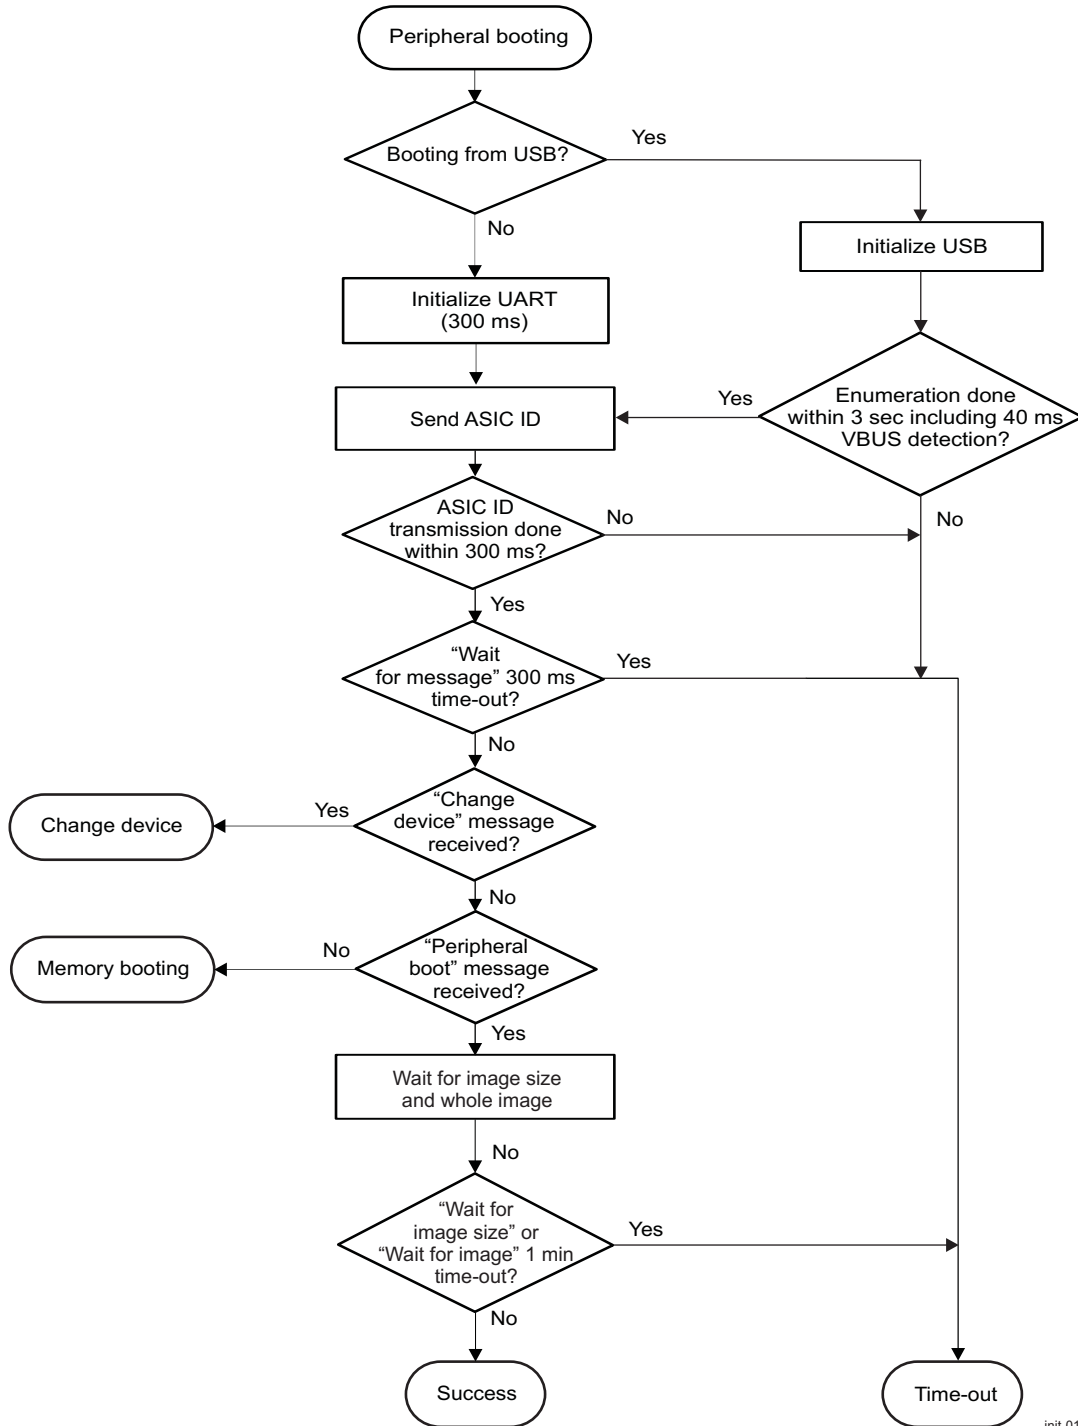 Peripheral booting
Booting from USB?
Yes
No
Initialize USB
Initialize UART
(300 ms)
Enumeration done
within 3 sec including 40 ms
VBUS detection?
Yes
Send ASIC ID
No
ASIC ID
transmission done
within 300 ms?
No
Yes
“Wait
for message” 300 ms
time-out?
Yes
No
“Change
device” message
received?
Yes
Change device
No
“Peripheral
boot” message
received?
No
Memory booting
Yes
Wait for image size
and whole image
No
“Wait for
image size” or
“Wait for image” 1 min
time-out?
Yes
No
Success
Time-out